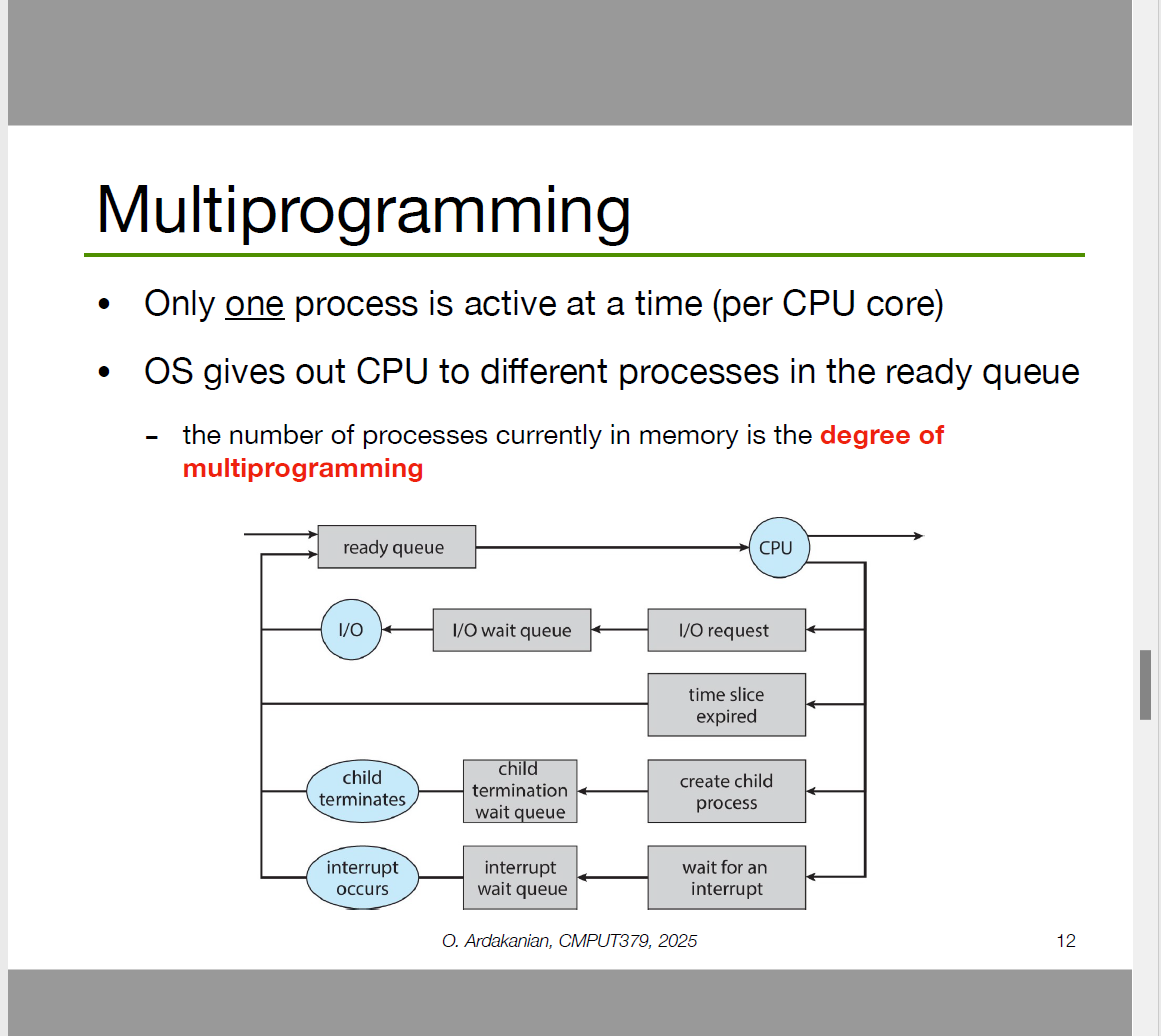 Multiprogramming
• Only one process is active at a time (per CPU core)
• OS gives out CPU to different processes in the ready queue
– the number of processes currently in memory is the degree of
multiprogramming
ready queue
CPU
I/O
I/O wait queue
I/O request
time slice
expired
child
terminates
child
termination
wait queue
create child
process
interrupt
occurs
interrupt
wait queue
wait for an
interrupt
O. Ardakanian, CMPUT379, 2025
12